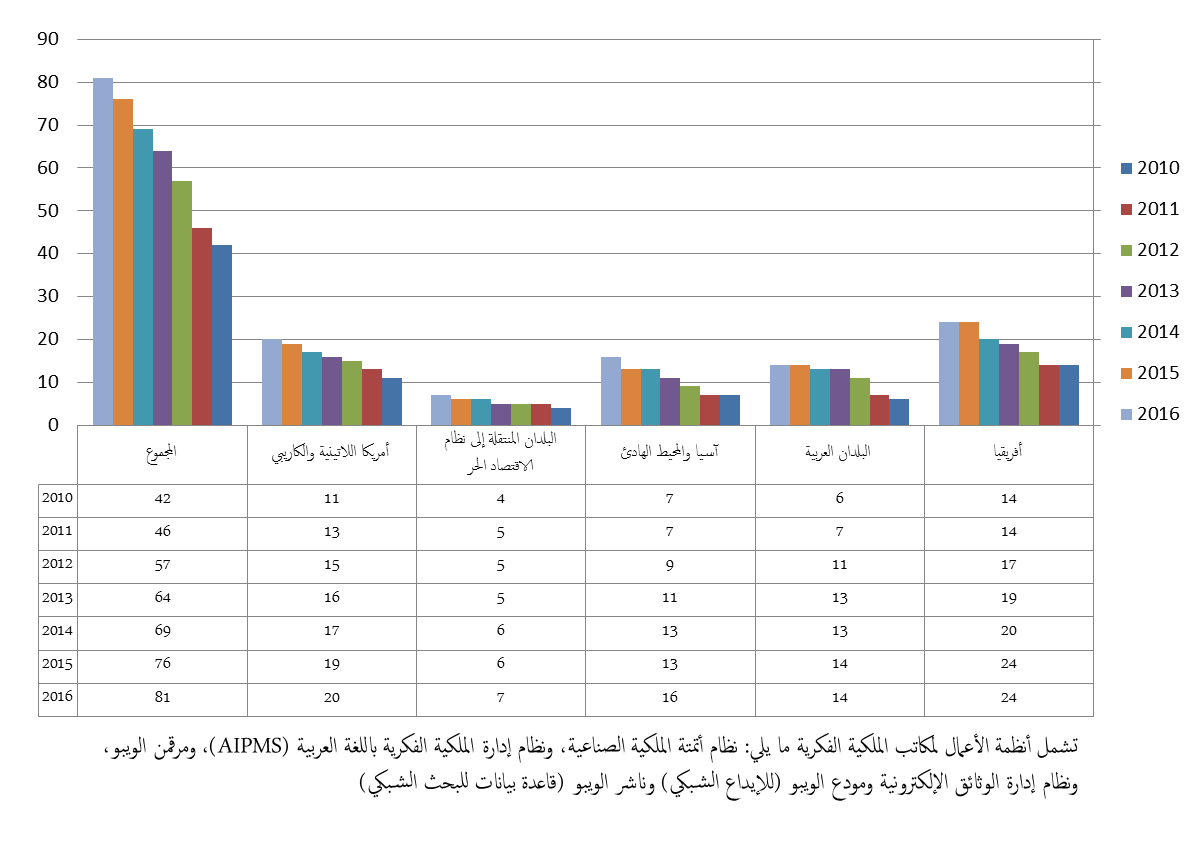 90
80
70
60
50
40
30
20
10
0
2010
2011
2012
2013
2014
2015
2016
أفريقيا
البلدان العربية
آسيا والمحيط الهادئ
البلدان المنتقلة إلى نظام
الاقتصاد الحر
أمريكا اللاتينية والكاريبي
المجموع
2010 42 11 4 7 6 14
2011 46 13 5 7 7 14
2012 57 15 5 9 11 17
2013 64 16 5 11 13 19
2014 69 17 6 13 13 20
2015 76 19 6 13 14 24
2016 81 20 7 16 14 24
تشمل أنظمة الأعمال لمكاتب الملكية الفكرية ما يلي: نظام أتمتة الملكية الصناعية، ونظام إدارة الملكية الفكرية باللغة العربية (AIPMS)، ومرقمن الويبو،
ونظام إدارة الوثائق الإلكترونية ومودع الويبو (للإيداع الشبكي) وناشر الويبو (قاعدة بيانات للبحث الشبكي)